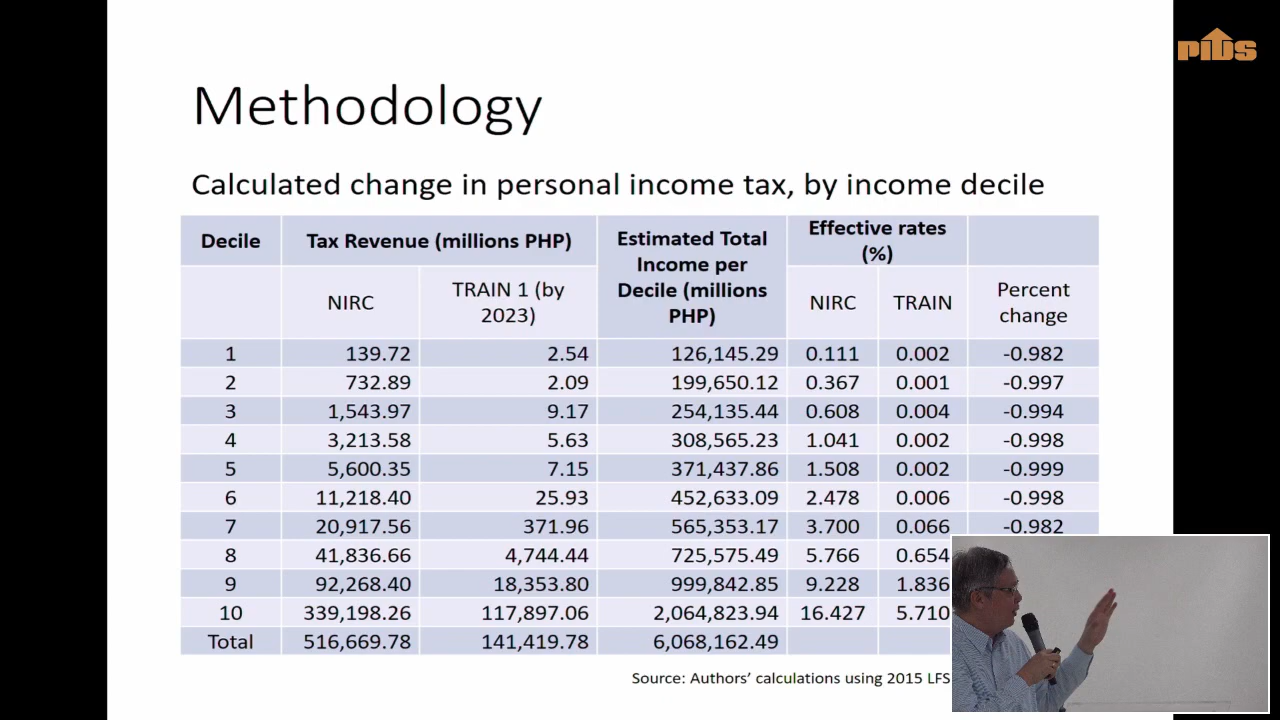 PIDS
Methodology
Calculated change in personal income tax, by income decile
Decile Tax Revenue (millions PHP) Estimated Total Income per Decile (millions PHP) Effective rates (%)
NIRC TRAIN 1 (by 2023) NIRC TRAIN Percent change
1 139.72 2.54 126,145.29 0.111 0.002 -0.982
2 732.89 2.09 199,650.12 0.367 0.001 -0.997
3 1,543.97 9.17 254,135.44 0.608 0.004 -0.994
4 3,213.58 5.63 308,565.23 1.041 0.002 -0.998
5 5,600.35 7.15 371,437.86 1.508 0.002 -0.999
6 11,218.40 25.93 452,633.09 2.478 0.006 -0.998
7 20,917.56 371.96 565,353.17 3.700 0.066 -0.982
8 41,836.66 4,744.44 725,575.49 5.766 0.654
9 92,268.40 18,353.80 999,842.85 9.228 1.836
10 339,198.26 117,897.06 2,064,823.94 16.427 5.710
Total 516,669.78 141,419.78 6,068,162.49
Source: Authors' calculations using 2015 LFS